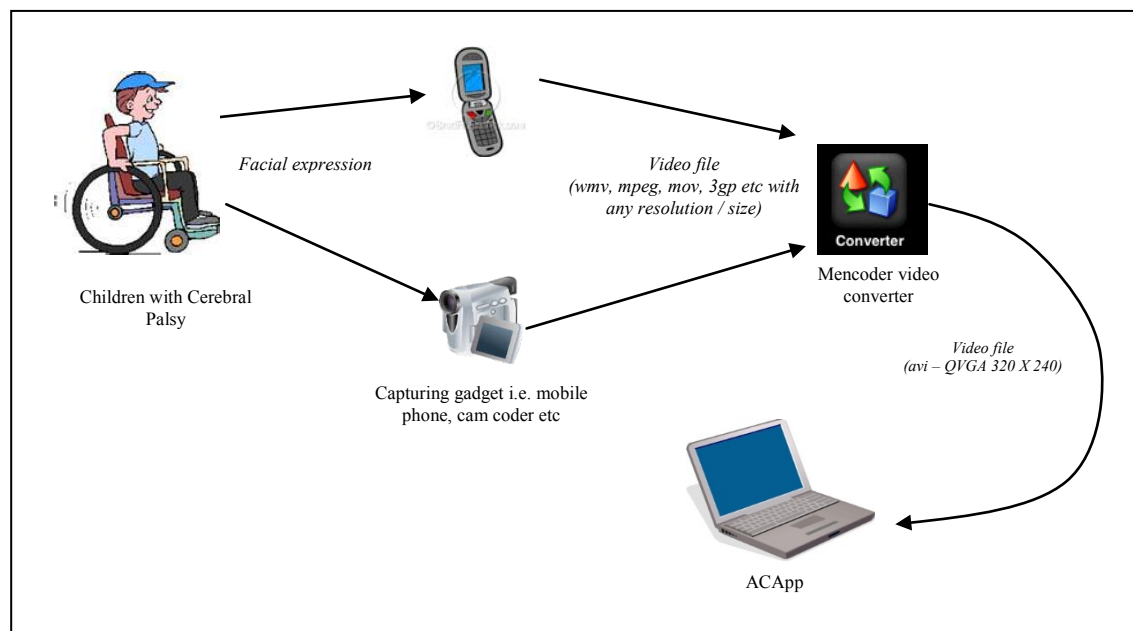 Facial expression
Video file
(wmv, mpeg, mov, 3gp etc with
any resolution / size)
Converter
Mencoder video
converter
Children with Cerebral
Palsy
Video file
(avi – QVGA 320 X 240)
Capturing gadget i.e. mobile
phone, cam coder etc
ACApp